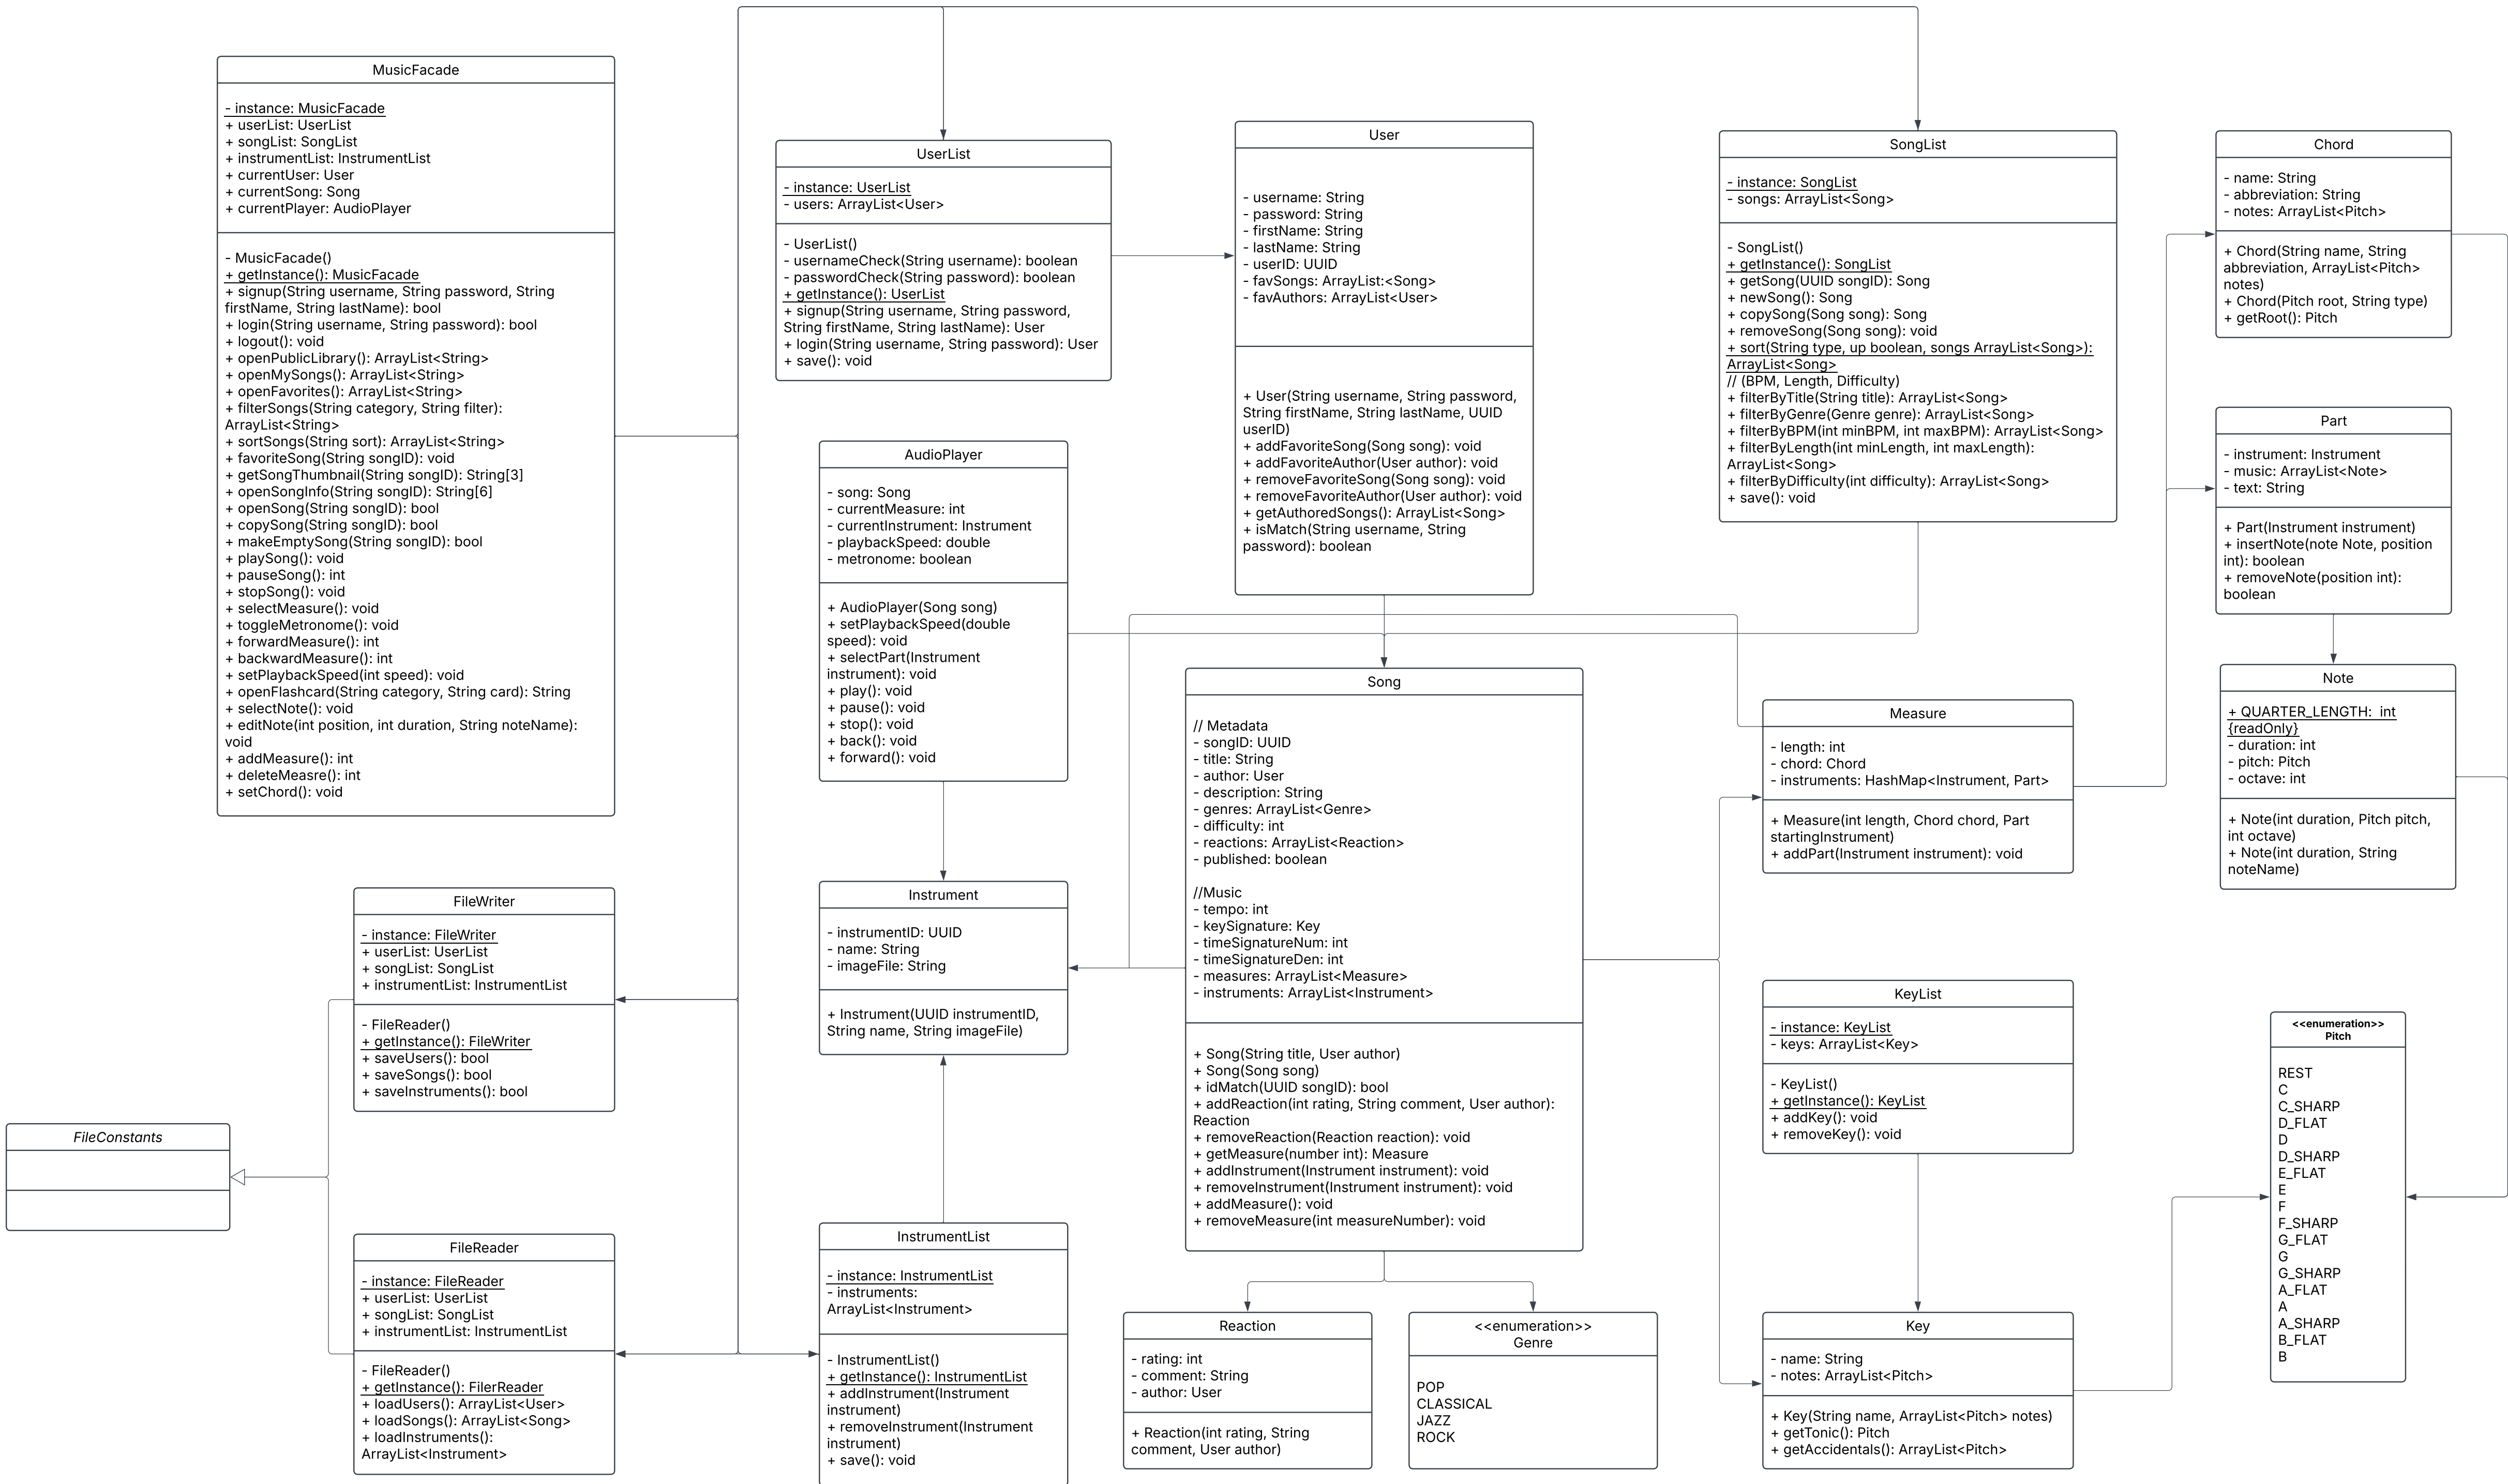 MusicFacade
- instance: MusicFacade
+ userList: UserList
+ songList: SongList
+ instrumentList: InstrumentList
+ currentUser: User
+ currentSong: Song
+ currentPlayer: AudioPlayer
- MusicFacade()
+ getInstance(): MusicFacade
+ signup(String username, String password, String
firstName, String lastName): bool
+ login(String username, String password): bool
+ logout(): void
+ openPublicLibrary(): ArrayList<String>
+ openMySongs(): ArrayList<String>
+ openFavorites(): ArrayList<String>
+ filterSongs(String category, String filter):
ArrayList<String>
+ sortSongs(String sort): ArrayList<String>
+ favoriteSong(String songID): void
+ getSongThumbnail(String songID): String[3]
+ openSongInfo(String songID): String[6]
+ openSong(String songID): bool
+ copySong(String songID): bool
+ makeEmptySong(String songID): bool
+ playSong(): void
+ pauseSong(): int
+ stopSong(): void
+ selectMeasure(): void
+ toggleMetronome(): void
+ forwardMeasure(): int
+ backwardMeasure(): int
+ setPlaybackSpeed(int speed): void
+ openFlashcard(String category, String card): String
+ selectNote(): void
+ editNote(int position, int duration, String noteName):
void
+ addMeasure(): int
+ deleteMeasre(): int
+ setChord(): void
UserList
- instance: UserList
- users: ArrayList<User>
- UserList()
- usernameCheck(String username): boolean
- passwordCheck(String password): boolean
+ getInstance(): UserList
+ signup(String username, String password,
String firstName, String lastName): User
+ login(String username, String password): User
+ save(): void
User
- username: String
- password: String
- firstName: String
- lastName: String
- userID: UUID
- favSongs: ArrayList:<Song>
- favAuthors: ArrayList<User>
+ User(String username, String password,
String firstName, String lastName, UUID
userID)
+ addFavoriteSong(Song song): void
+ addFavoriteAuthor(User author): void
+ removeFavoriteSong(Song song): void
+ removeFavoriteAuthor(User author): void
+ getAuthoredSongs(): ArrayList<Song>
+ isMatch(String username, String
password): boolean
SongList
- instance: SongList
- songs: ArrayList<Song>
- SongList()
+ getInstance(): SongList
+ getSong(UUID songID): Song
+ newSong(): Song
+ copySong(Song song): Song
+ removeSong(Song song): void
+ sort(String type, up boolean, songs ArrayList<Song>):
ArrayList<Song>
// (BPM, Length, Difficulty)
+ filterByTitle(String title): ArrayList<Song>
+ filterByGenre(Genre genre): ArrayList<Song>
+ filterByBPM(int minBPM, int maxBPM): ArrayList<Song>
+ filterByLength(int minLength, int maxLength):
ArrayList<Song>
+ filterByDifficulty(int difficulty): ArrayList<Song>
+ save(): void
Chord
- name: String
- abbreviation: String
- notes: ArrayList<Pitch>
+ Chord(String name, String
abbreviation, ArrayList<Pitch>
notes)
+ Chord(Pitch root, String type)
+ getRoot(): Pitch
Part
- instrument: Instrument
- music: ArrayList<Note>
- text: String
+ Part(Instrument instrument)
+ insertNote(note Note, position
int): boolean
+ removeNote(position int):
boolean
AudioPlayer
- song: Song
- currentMeasure: int
- currentInstrument: Instrument
- playbackSpeed: double
- metronome: boolean
+ AudioPlayer(Song song)
+ setPlaybackSpeed(double
speed): void
+ selectPart(Instrument
instrument): void
+ play(): void
+ pause(): void
+ stop(): void
+ back(): void
+ forward(): void
Song
// Metadata
- songID: UUID
- title: String
- author: User
- description: String
- genres: ArrayList<Genre>
- difficulty: int
- reactions: ArrayList<Reaction>
- published: boolean
//Music
- tempo: int
- keySignature: Key
- timeSignatureNum: int
- timeSignatureDen: int
- measures: ArrayList<Measure>
- instruments: ArrayList<Instrument>
+ Song(String title, User author)
+ Song(Song song)
+ idMatch(UUID songID): bool
+ addReaction(int rating, String comment, User author):
Reaction
+ removeReaction(Reaction reaction): void
+ getMeasure(number int): Measure
+ addInstrument(Instrument instrument): void
+ removeInstrument(Instrument instrument): void
+ addMeasure(): void
+ removeMeasure(int measureNumber): void
Measure
- length: int
- chord: Chord
- instruments: HashMap<Instrument, Part>
+ Measure(int length, Chord chord, Part
startingInstrument)
+ addPart(Instrument instrument): void
Note
+ QUARTER_LENGTH:  int
{readOnly}
- duration: int
- pitch: Pitch
- octave: int
+ Note(int duration, Pitch pitch,
int octave)
+ Note(int duration, String
noteName)
FileWriter
- instance: FileWriter
+ userList: UserList
+ songList: SongList
+ instrumentList: InstrumentList
- FileReader()
+ getInstance(): FileWriter
+ saveUsers(): bool
+ saveSongs(): bool
+ saveInstruments(): bool
Instrument
- instrumentID: UUID
- name: String
- imageFile: String
+ Instrument(UUID instrumentID,
String name, String imageFile)
KeyList
- instance: KeyList
- keys: ArrayList<Key>
- KeyList()
+ getInstance(): KeyList
+ addKey(): void
+ removeKey(): void
<<enumeration>>
Pitch
REST
C
C_SHARP
D_FLAT
D
D_SHARP
E_FLAT
E
F
F_SHARP
G_FLAT
G
G_SHARP
A_FLAT
A
A_SHARP
B_FLAT
B
FileConstants
FileReader
- instance: FileReader
+ userList: UserList
+ songList: SongList
+ instrumentList: InstrumentList
- FileReader()
+ getInstance(): FilerReader
+ loadUsers(): ArrayList<User>
+ loadSongs(): ArrayList<Song>
+ loadInstruments():
ArrayList<Instrument>
InstrumentList
- instance: InstrumentList
- instruments:
ArrayList<Instrument>
- InstrumentList()
+ getInstance(): InstrumentList
+ addInstrument(Instrument
instrument)
+ removeInstrument(Instrument
instrument)
+ save(): void
Reaction
- rating: int
- comment: String
- author: User
+ Reaction(int rating, String
comment, User author)
<<enumeration>>
Genre
POP
CLASSICAL
JAZZ
ROCK
Key
- name: String
- notes: ArrayList<Pitch>
+ Key(String name, ArrayList<Pitch> notes)
+ getTonic(): Pitch
+ getAccidentals(): ArrayList<Pitch>